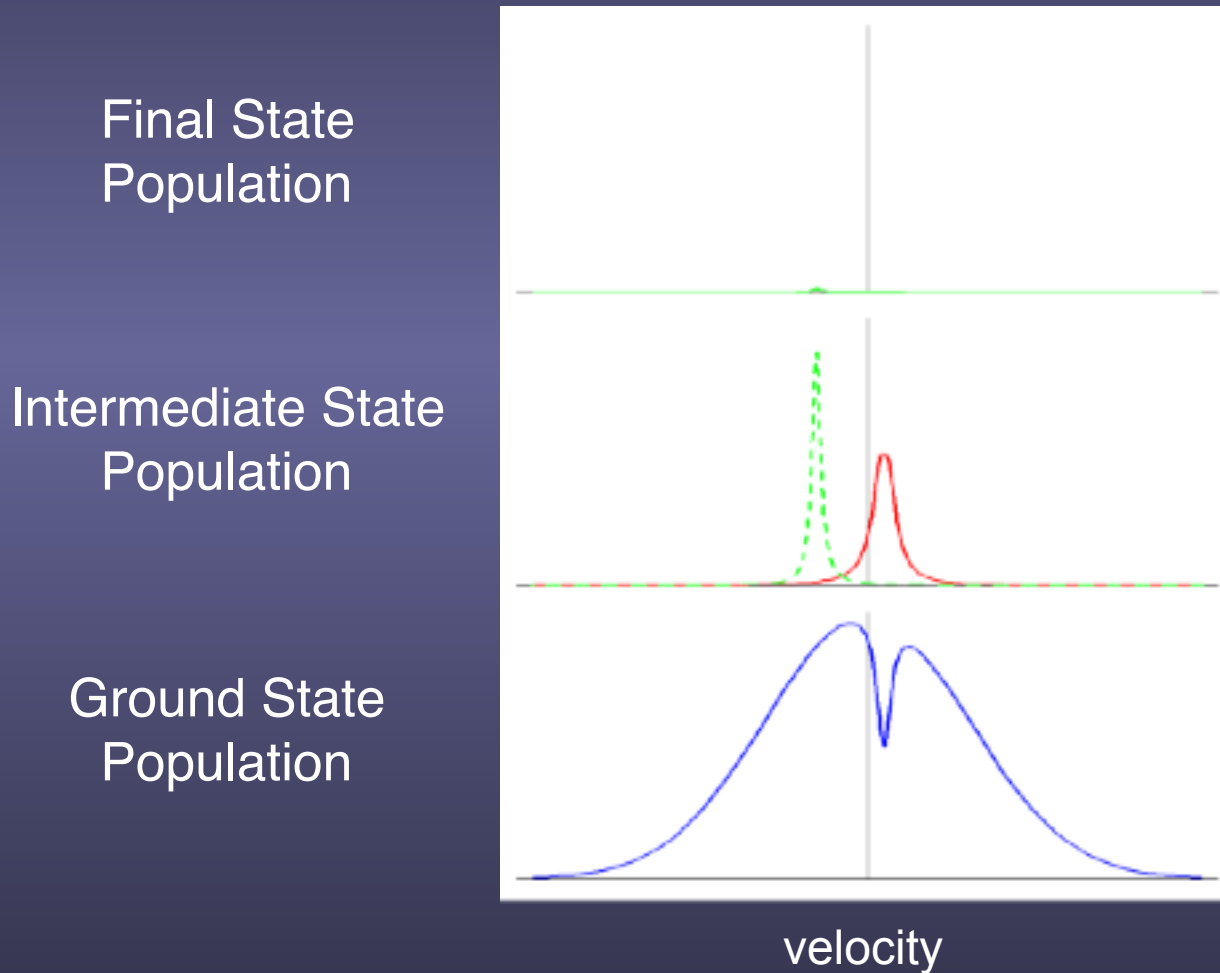 Final State
Population
Intermediate State
Population
Ground State
Population
velocity